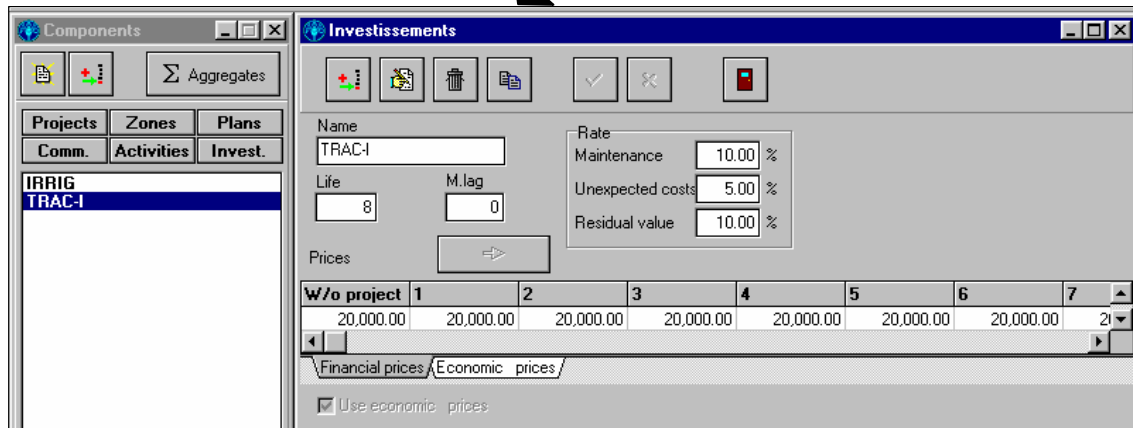 Components
Σ Aggregates
Projects Zones Plans
Comm. Activities Invest.
IRRIG
TRAC-I
Investissements
Name
TRAC-I
Life M.lag
8 0
Prices
Rate
Maintenance 10.00 %
Unexpected costs 5.00 %
Residual value 10.00 %
W/o project 1 2 3 4 5 6 7
20,000.00 20,000.00 20,000.00 20,000.00 20,000.00 20,000.00 20,000.00
Financial prices Economic prices
Use economic prices